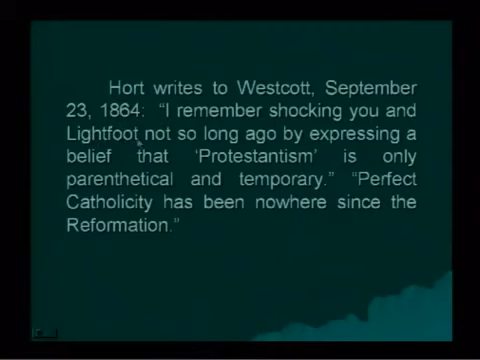 Hort writes to Westcott, September
23, 1864: “I remember shocking you and
Lightfoot not so long ago by expressing a
belief that ‘Protestantism’ is only
parenthetical and temporary.” “Perfect
Catholicity has been nowhere since the
Reformation.”